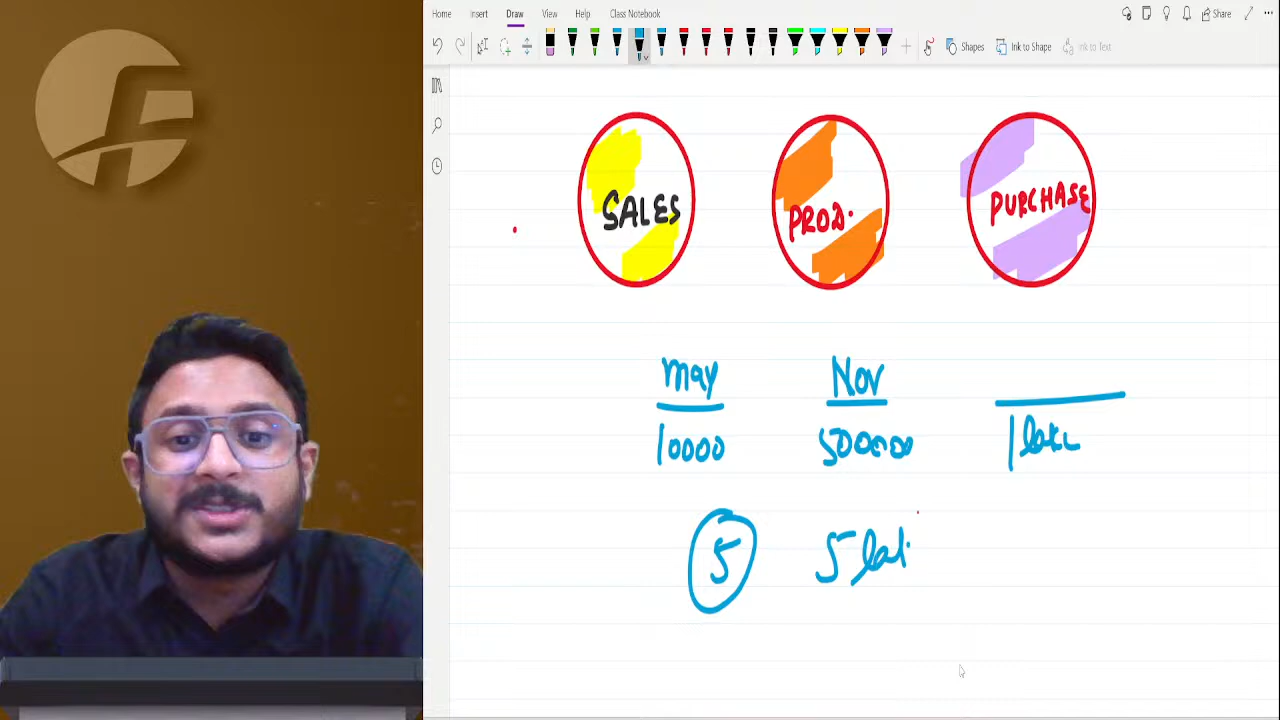 Home Insert Draw View Help Class Notebook Share
Shapes Ink to Shape Ink to Text
SALES PROD. PURCHASE
May Nov
10000 500000 1 lakh
5 5 lak